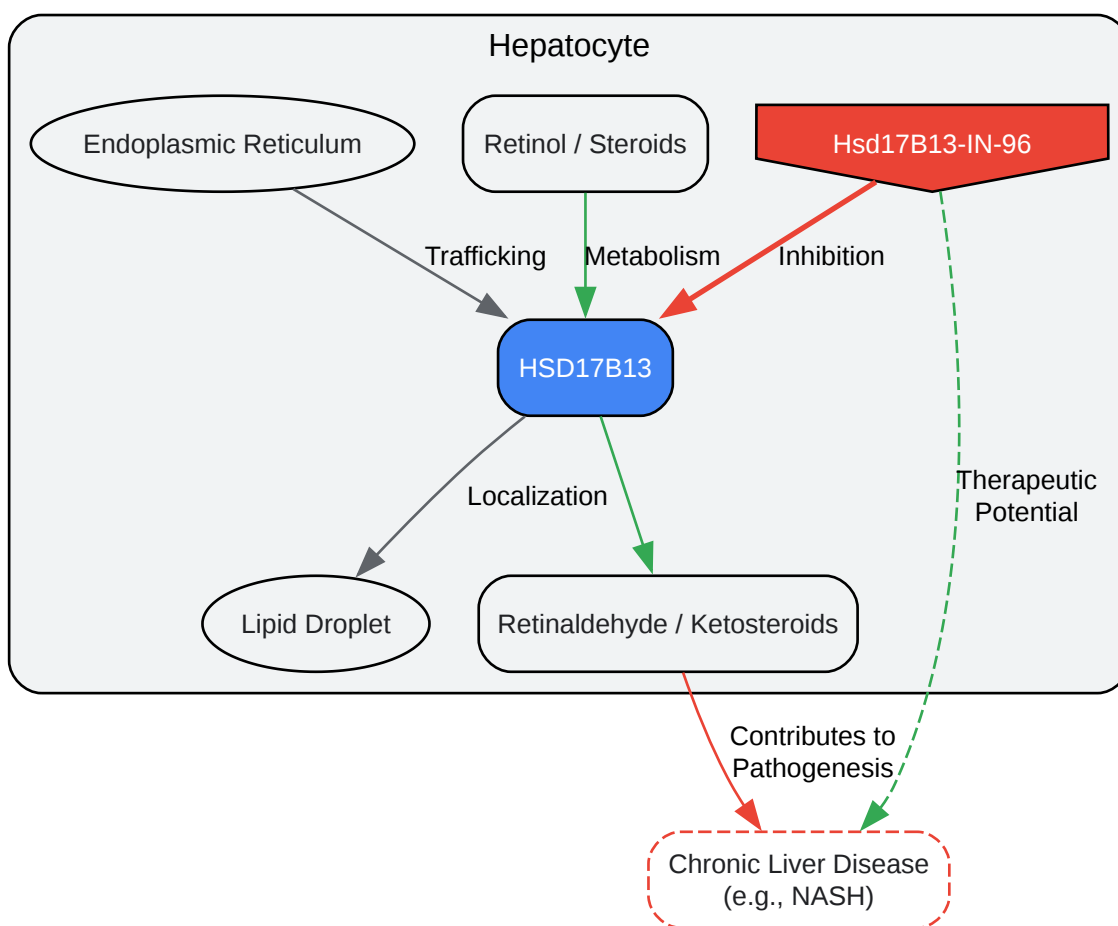 Hepatocyte
Endoplasmic Reticulum
Retinol / Steroids
Hsd17B13-IN-96
Trafficking
Metabolism
Inhibition
HSD17B13
Localization
Therapeutic
Potential
Lipid Droplet
Retinaldehyde / Ketosteroids
Contributes to
Pathogenesis
Chronic Liver Disease
(e.g., NASH)